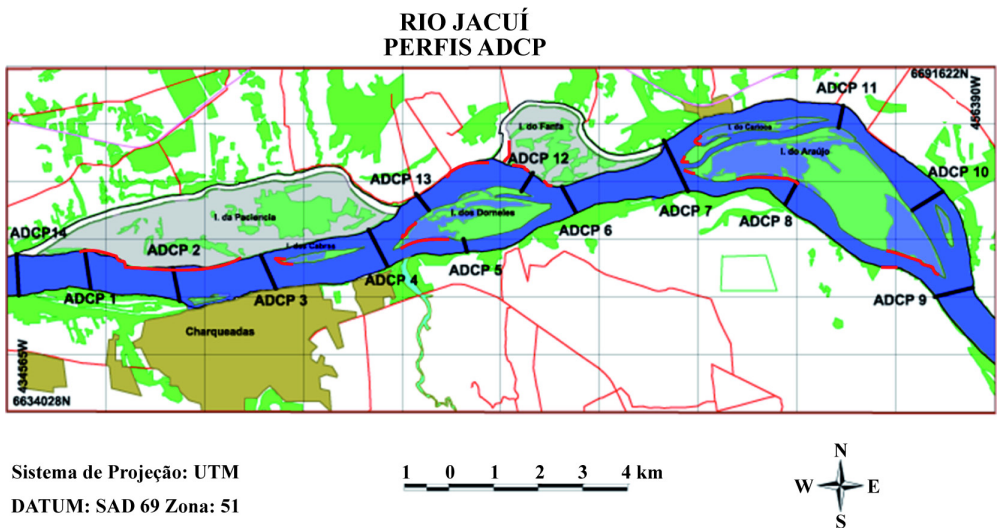 RIO JACUÍ
PERFIS ADCP
6691622N
456390W
ADCP 11
I. do Fanfa
I. do Carioca
ADCP 12
I. do Araújo
ADCP 10
ADCP 13
I. da Paciencia
I. dos Dorneles
ADCP 7
ADCP 8
ADCP14
ADCP 2
I. das Cabras
ADCP 6
ADCP 4
ADCP 5
ADCP 1
ADCP 3
ADCP 9
Charqueadas
434565W
6634028N
Sistema de Projeção: UTM
DATUM: SAD 69 Zona: 51
1 0 1 2 3 4 km
N
W E
S